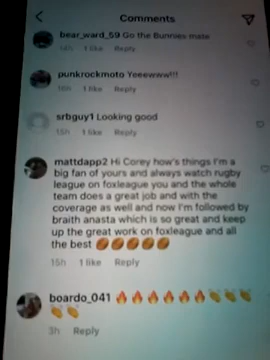 Comments
bear_ward_59 Go the Bunnies mate
14h 1 like Reply
punkrockmoto Yeeewww!!!
1 like Reply
srbguy1 Looking good
15h 1 like Reply
mattdapp2 Hi Corey how's things I'm a
big fan of yours and always watch rugby
league on foxleague you and the whole
team does a great job and with the
coverage as well and now I'm followed by
braith anasta which is so great and keep
up the great work on foxleague and all
the best 🏉🏉🏉🏉🏉
15h 1 like Reply
boardo_041 🔥🔥🔥🔥🔥🔥👏👏👏
👏👏
3h Reply